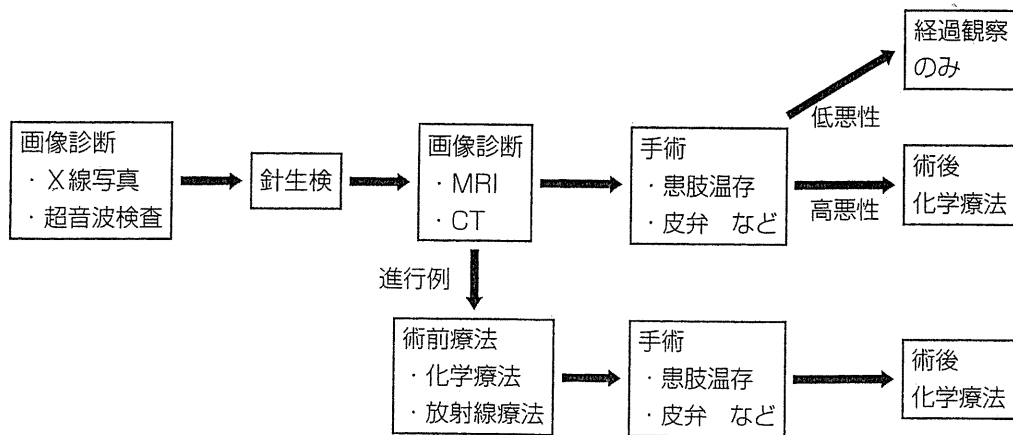 画像診断
・X線写真
・超音波検査
針生検
画像診断
・MRI
・CT
手術
・患肢温存
・皮弁 など
低悪性
経過観察
のみ
高悪性
術後
化学療法
進行例
術前療法
・化学療法
・放射線療法
手術
・患肢温存
・皮弁 など
術後
化学療法